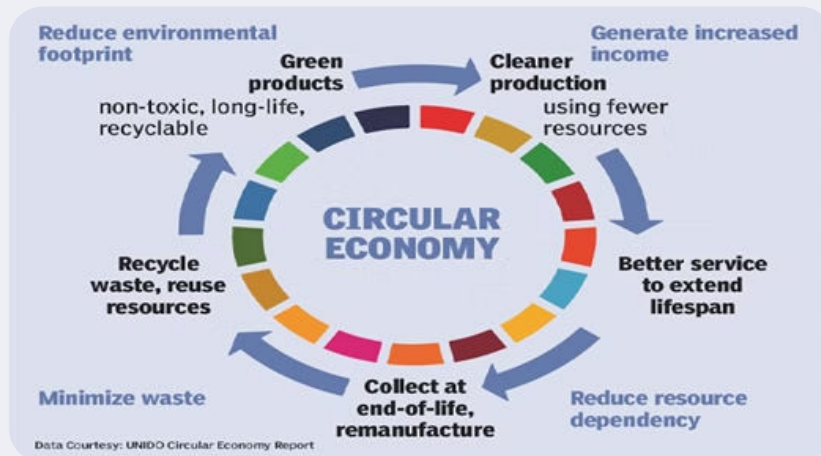 Reduce environmental
footprint
Generate increased
income
Green
products
non-toxic, long-life,
recyclable
Cleaner
production
using fewer
resources
CIRCULAR
ECONOMY
Recycle
waste, reuse
resources
Better service
to extend
lifespan
Minimize waste
Collect at
end-of-life,
remanufacture
Reduce resource
dependency
Data Courtesy: UNIDO Circular Economy Report